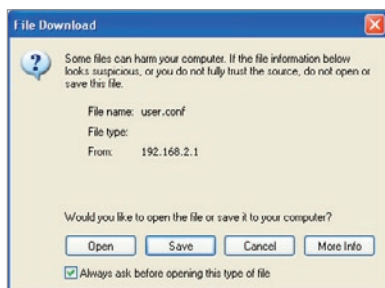 File Download
Some files can harm your computer. If the file information below
looks suspicious, or you do not fully trust the source, do not open or
save this file.
File name: user.conf
File type:
From: 192.168.2.1
Would you like to open the file or save it to your computer?
Open Save Cancel More Info
Always ask before opening this type of file